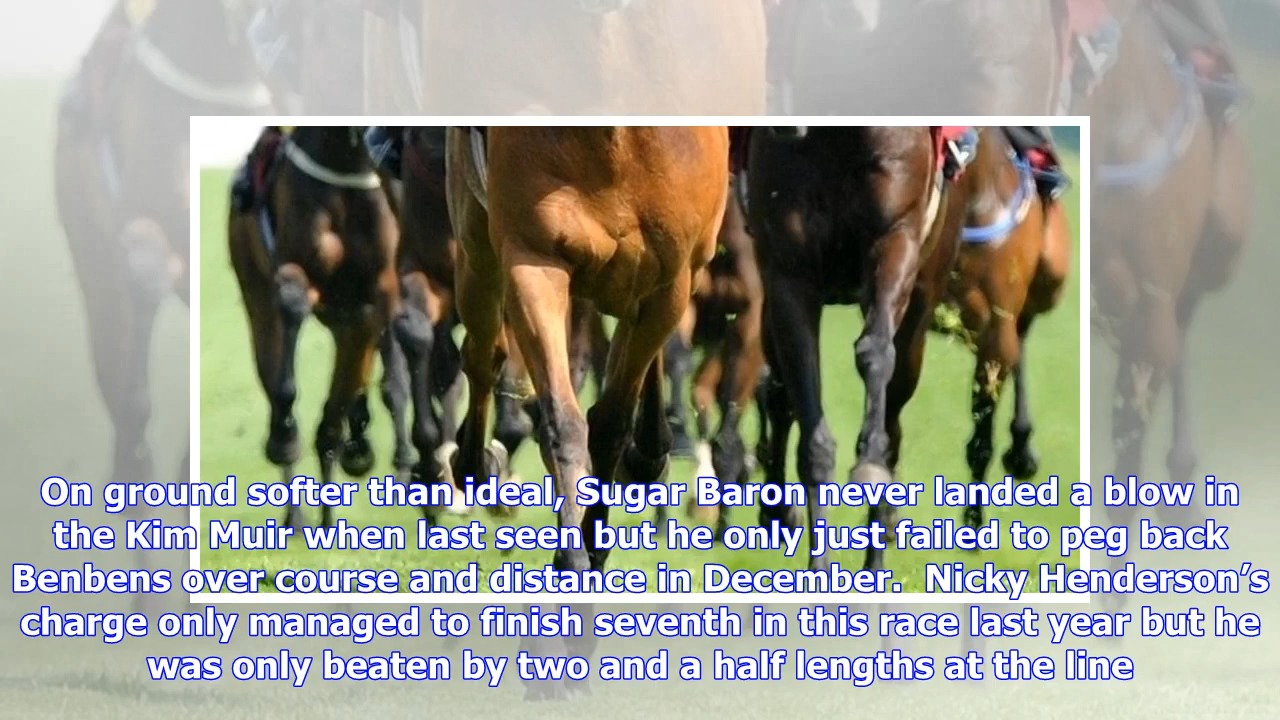 On ground softer than ideal, Sugar Baron never landed a blow in
the Kim Muir when last seen but he only just failed to peg back
Benbens over course and distance in December.  Nicky Henderson’s
charge only managed to finish seventh in this race last year but he
was only beaten by two and a half lengths at the line